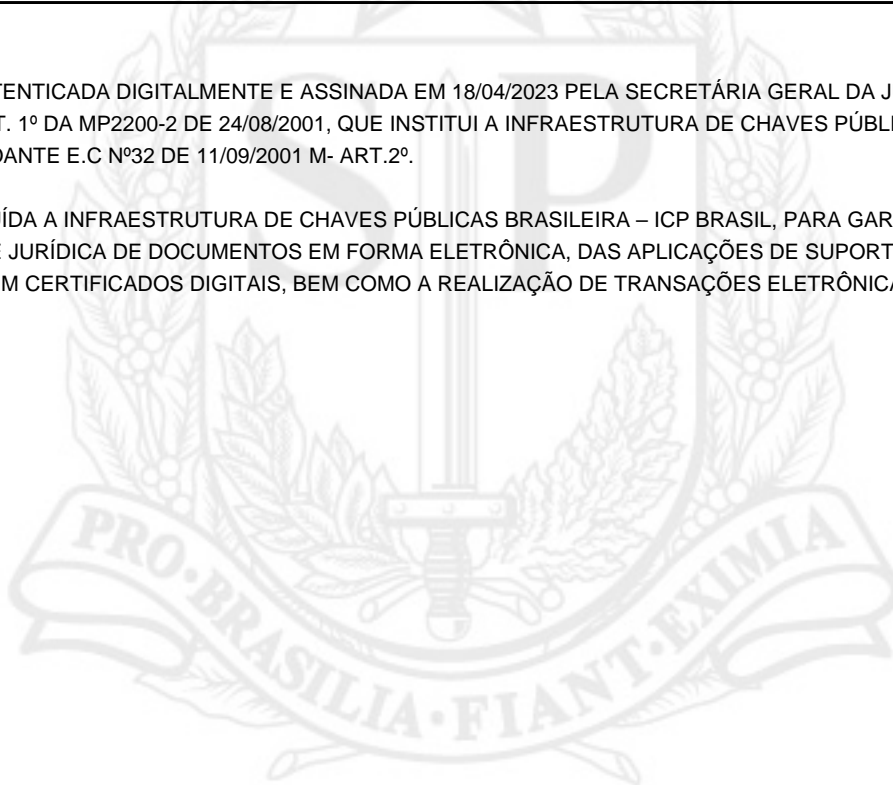 TENTICADA DIGITALMENTE E ASSINADA EM 18/04/2023 PELA SECRETÁRIA GERAL DA J
T. 1º DA MP2200-2 DE 24/08/2001, QUE INSTITUI A INFRAESTRUTURA DE CHAVES PÚBLI
DANTE E.C Nº32 DE 11/09/2001 M- ART.2º.
UÍDA A INFRAESTRUTURA DE CHAVES PÚBLICAS BRASILEIRA – ICP BRASIL, PARA GAR
E JURÍDICA DE DOCUMENTOS EM FORMA ELETRÔNICA, DAS APLICAÇÕES DE SUPORT
M CERTIFICADOS DIGITAIS, BEM COMO A REALIZAÇÃO DE TRANSAÇÕES ELETRÔNICA
SP
PRO·BRASILIA·FIANT·EXIMIA